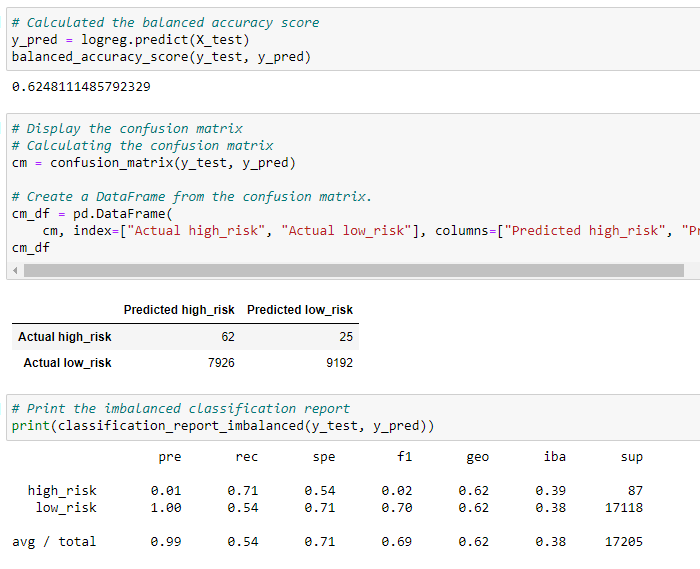 # Calculated the balanced accuracy score
y_pred = logreg.predict(X_test)
balanced_accuracy_score(y_test, y_pred)
0.6248111485792329
# Display the confusion matrix
# Calculating the confusion matrix
cm = confusion_matrix(y_test, y_pred)
# Create a DataFrame from the confusion matrix.
cm_df = pd.DataFrame(
    cm, index=["Actual high_risk", "Actual low_risk"], columns=["Predicted high_risk", "Pr
cm_df
Predicted high_risk Predicted low_risk
Actual high_risk 62 25
Actual low_risk 7926 9192
# Print the imbalanced classification report
print(classification_report_imbalanced(y_test, y_pred))
pre rec spe f1 geo iba sup
high_risk 0.01 0.71 0.54 0.02 0.62 0.39 87
low_risk 1.00 0.54 0.71 0.70 0.62 0.38 17118
avg / total 0.99 0.54 0.71 0.69 0.62 0.38 17205